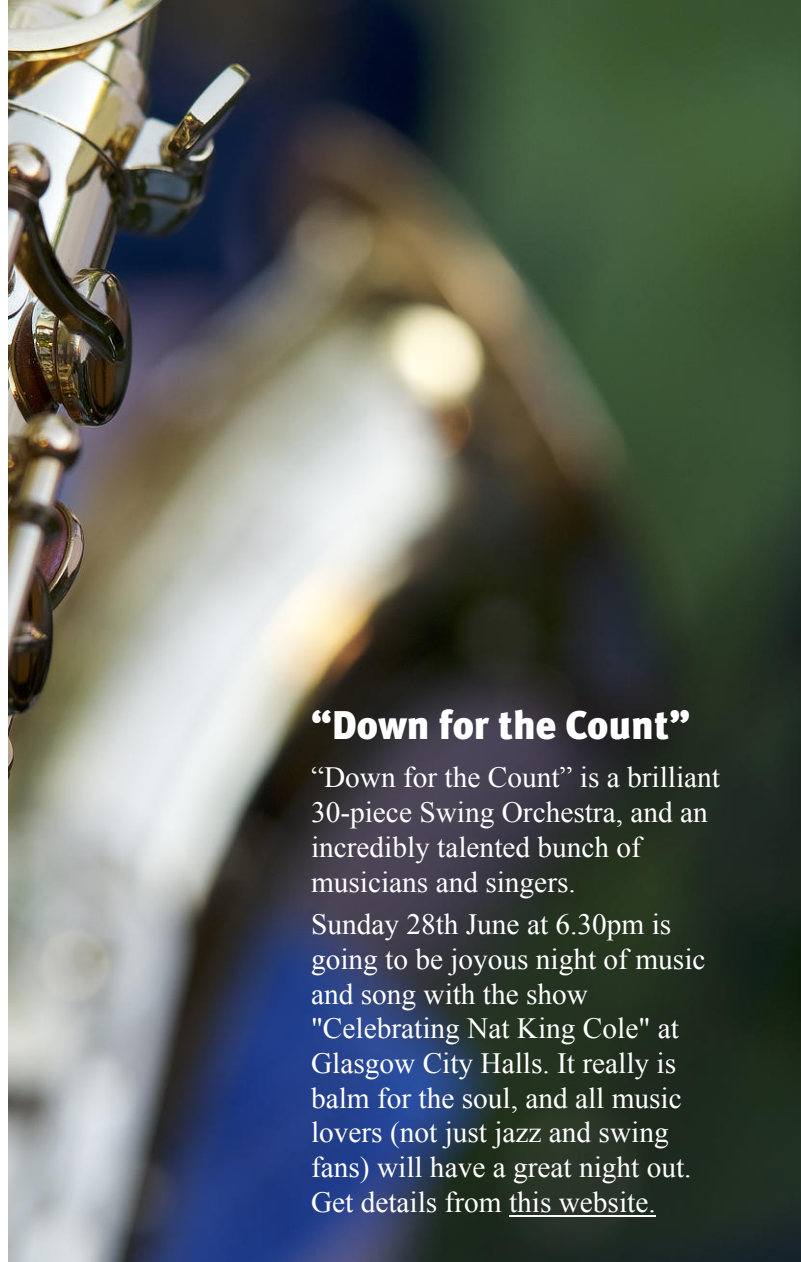 “Down for the Count”
“Down for the Count” is a brilliant
30-piece Swing Orchestra, and an
incredibly talented bunch of
musicians and singers.
Sunday 28th June at 6.30pm is
going to be joyous night of music
and song with the show
"Celebrating Nat King Cole" at
Glasgow City Halls. It really is
balm for the soul, and all music
lovers (not just jazz and swing
fans) will have a great night out.
Get details from this website.